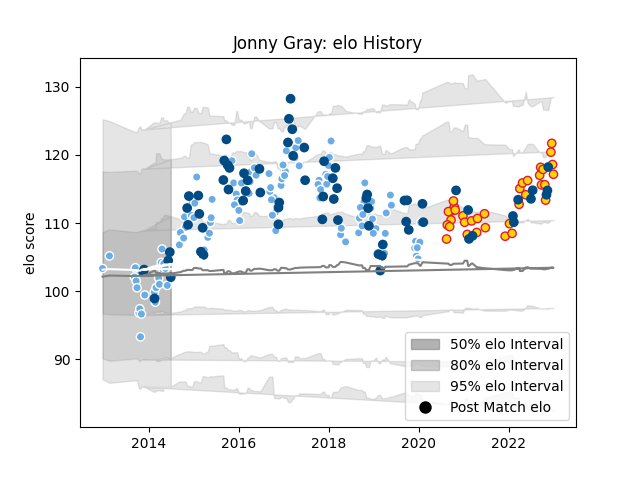 Jonny Gray: elo History
elo score
130
120
110
100
90
2014
2016
2018
2020
2022
50% elo Interval
80% elo Interval
95% elo Interval
Post Match elo